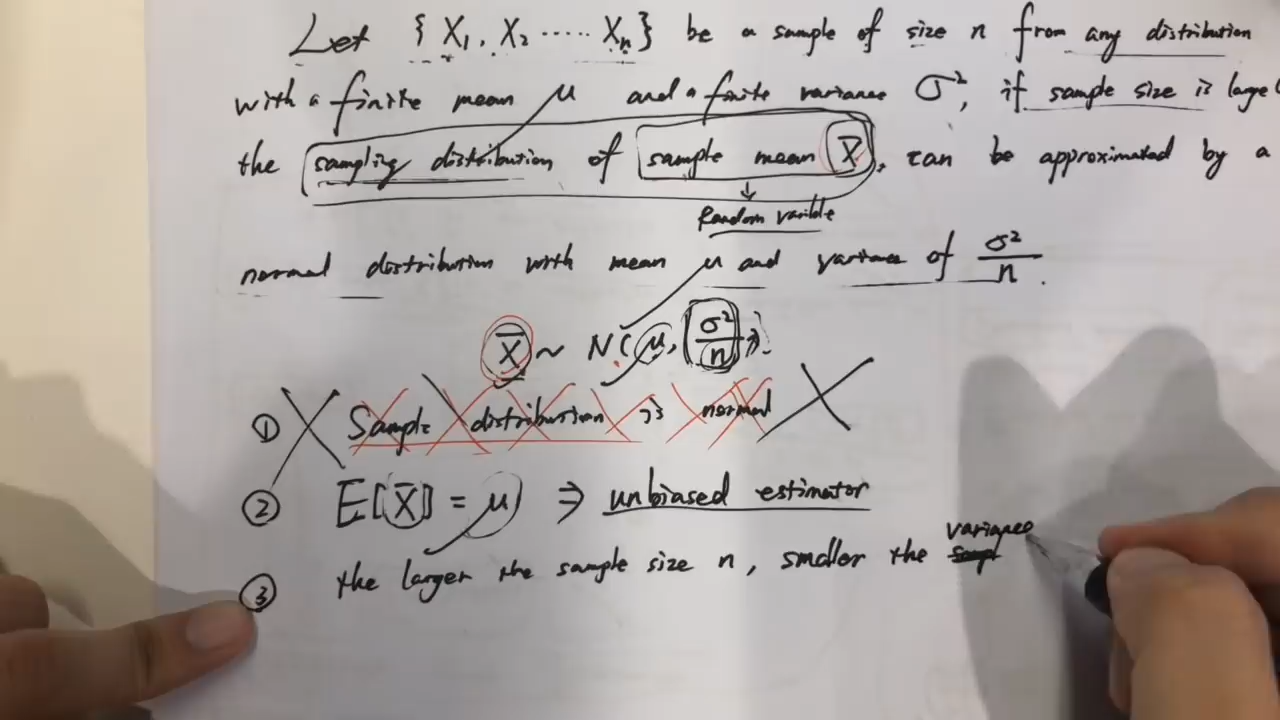 Let {X₁, X₂ ..... Xₙ} be a sample of size n from any distribution
with a finite mean μ and a finite variance σ², if sample size is large
the sampling distribution of sample mean X̄, can be approximated by a
Random varible
normal distribution with mean μ and variance of σ²/n.
X̄ ~ N(μ, σ²/n).
① Sample distribution is normal
② E[X̄] = μ ⇒ unbiased estimator
variance
③ the larger the sample size n, smaller the